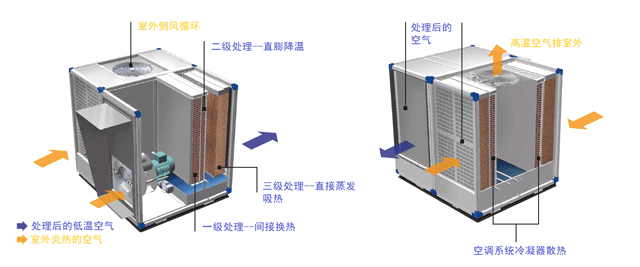 室外侧风循环
二级处理--直膨降温
三级处理--直接蒸发
吸热
一级处理--间接换热
处理后的低温空气
室外炎热的空气
处理后的
空气
高温空气排室外
空调系统冷凝器散热